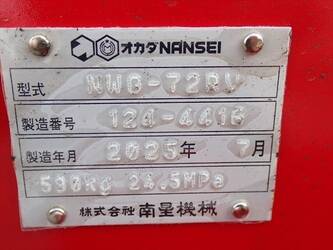 オカダNANSEI
型式 NWG-72RV
製造番号 124-4416
製造年月 2025年 7月
590kg 24.5MPa
株式会社 南星機械